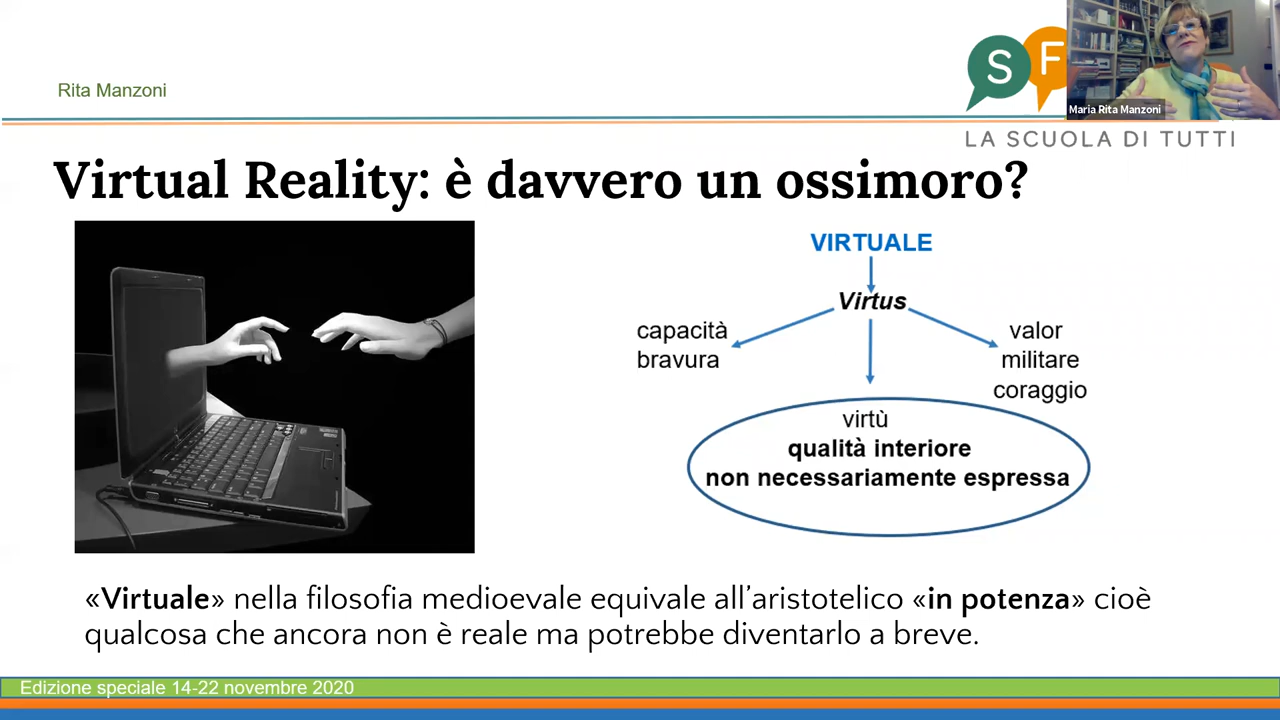 Rita Manzoni
S F
Maria Rita Manzoni
LA SCUOLA DI TUTTI
Virtual Reality: è davvero un ossimoro?
VIRTUALE
Virtus
capacità
bravura
valor
militare
coraggio
virtù
qualità interiore
non necessariamente espressa
«Virtuale» nella filosofia medioevale equivale all’aristotelico «in potenza» cioè
qualcosa che ancora non è reale ma potrebbe diventarlo a breve.
Edizione speciale 14-22 novembre 2020